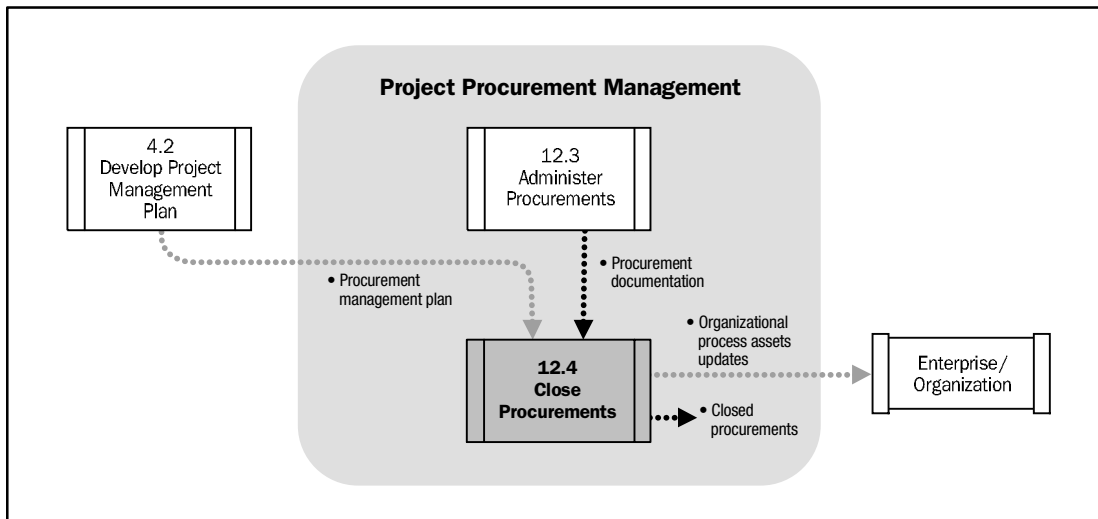 Project Procurement Management
4.2
Develop Project
Management
Plan
12.3
Administer
Procurements
• Procurement
management plan
• Procurement
documentation
• Organizational
process assets
updates
12.4
Close
Procurements
Enterprise/
Organization
• Closed
procurements